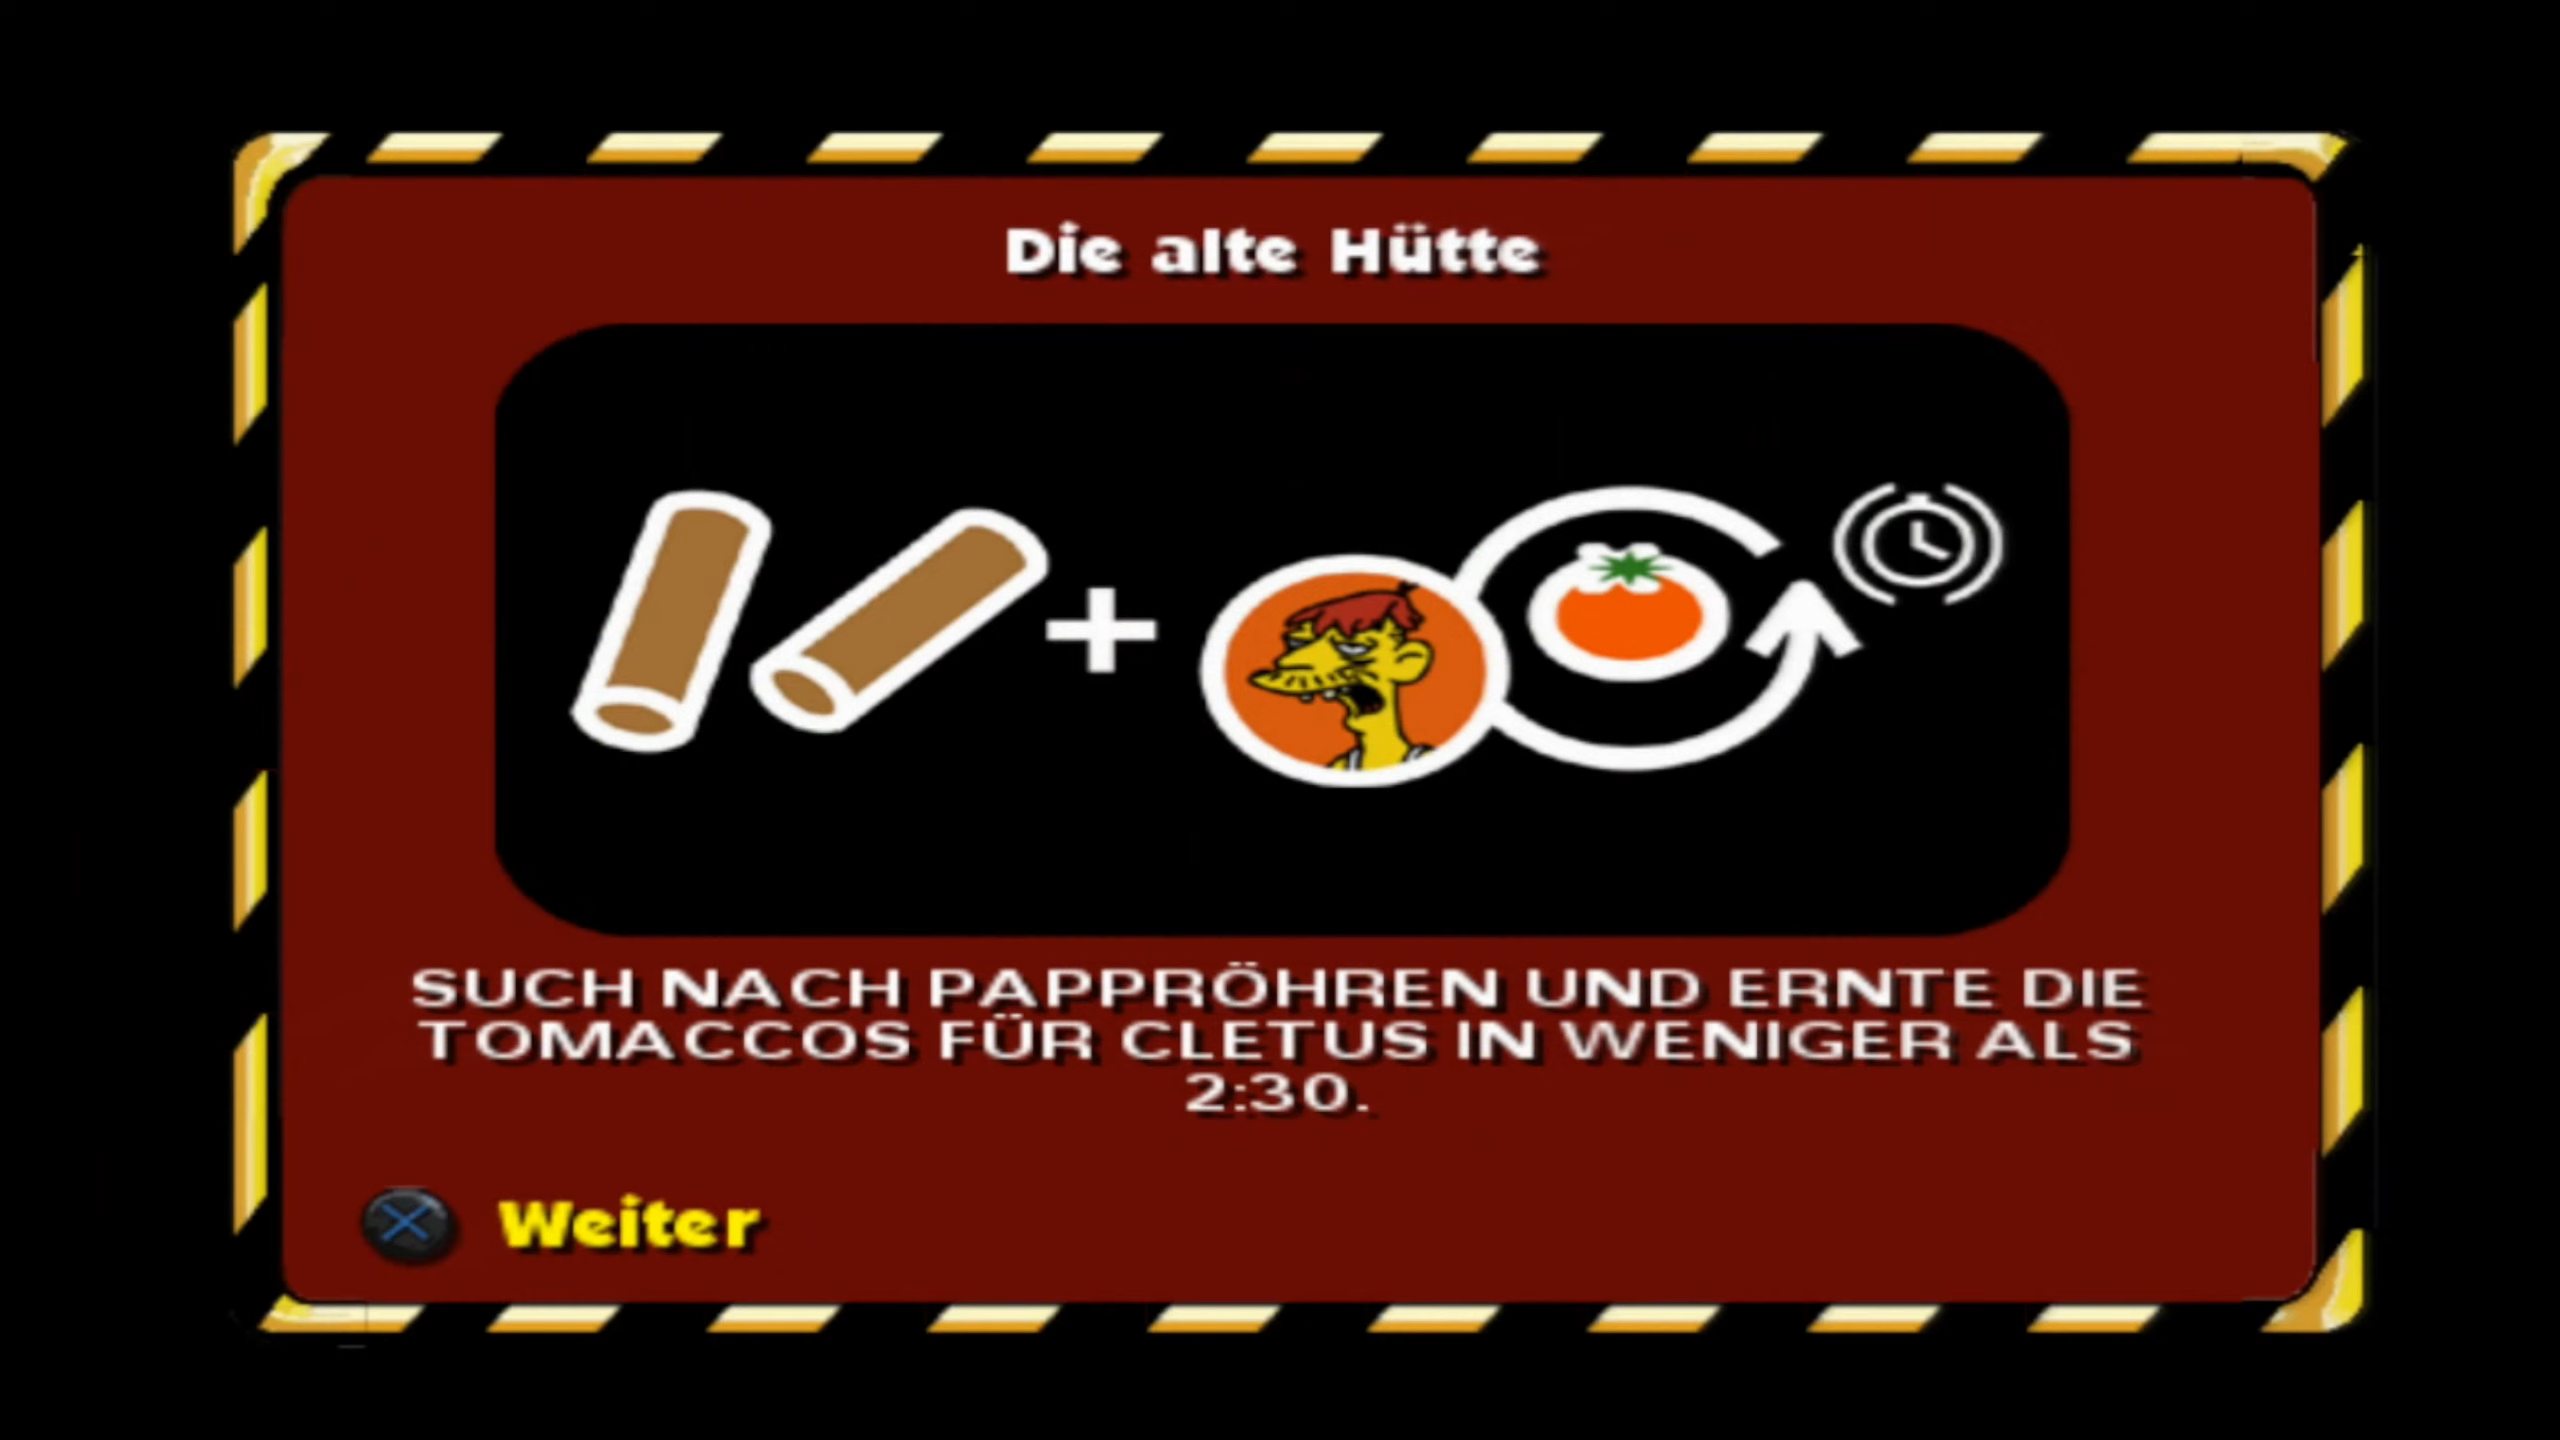 Die alte Hütte
SUCH NACH PAPPRÖHREN UND ERNTE DIE
TOMACCOS FÜR CLETUS IN WENIGER ALS
2:30.
Weiter